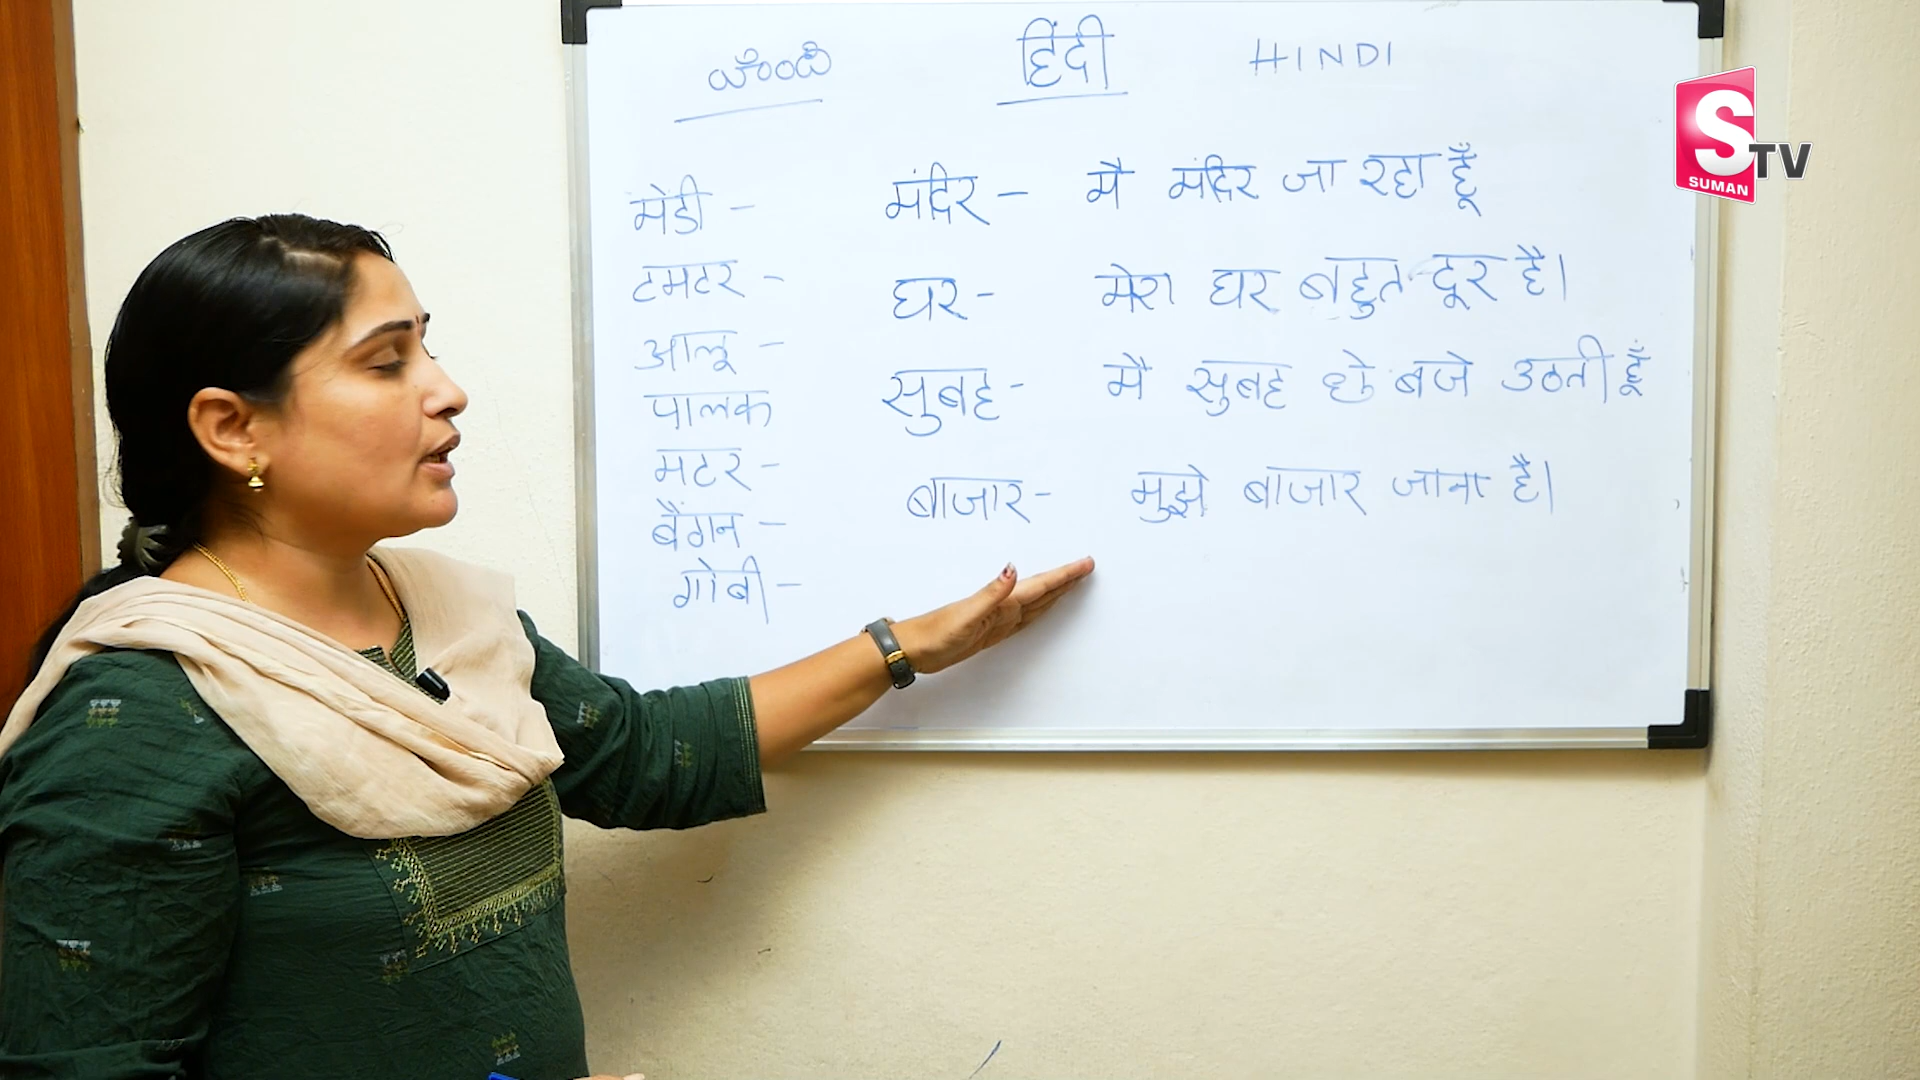 హిందీ हिंदी HINDI
मेंडी -
टमटर -
आलू -
पालक
मटर -
बैंगन -
गोबी -
मंदिर - मै मंदिर जा रहा हूँ
घर - मेरा घर बहुत दूर है।
सुबह - मै सुबह छे बजे उठती हूँ
बाजार - मुझे बाजार जाना है।
S TV
SUMAN